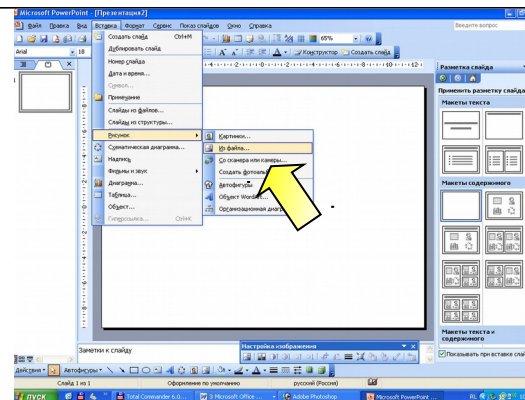 Microsoft PowerPoint - [Презентация2]
Файл Правка Вид Вставка Формат Сервис Показ слайдов Окно Справка
Введите вопрос
65%
Arial
18
Конструктор
Создать слайд
Создать слайд Ctrl+M
Дублировать слайд
Номер слайда
Дата и время...
Символ...
Примечание
Слайды из файлов...
Слайды из структуры...
Рисунок
Схематическая диаграмма...
Надпись
Фильмы и звук
Диаграмма...
Таблица...
Объект...
Гиперссылка... Ctrl+K
Картинки...
Из файла...
Со сканера или камеры...
Создать
Автофигуры
Объект
Организационная
Разметка слайда
Применить разметку слайда:
Макеты текста
Макеты содержимого
Макеты текста и содержимого
Показывать при вставке
Заметки к слайду
Настройка изображения
Действия
Автофигуры
Слайд 1 из 1
Оформление по умолчанию
русский (Россия)
пуск
Total Commander 6.0...
3 Microsoft Office ...
Adobe Photoshop
Microsoft PowerPoint ...
RL